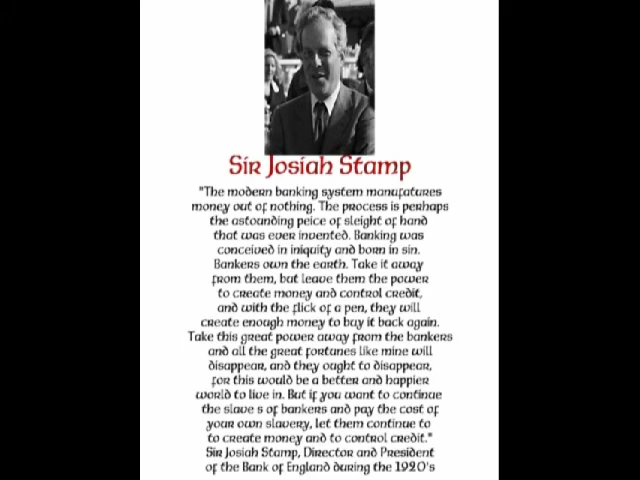 Sir Josiah Stamp
"The modern banking system manufatures
money out of nothing. The process is perhaps
the astounding peice of sleight of hand
that was ever invented. Banking was
conceived in iniquity and born in sin.
Bankers own the earth. Take it away
from them, but leave them the power
to create money and control credit,
and with the flick of a pen, they will
create enough money to buy it back again.
Take this great power away from the bankers
and all the great fortunes like mine will
disappear, and they ought to disappear,
for this would be a better and happier
world to live in. But if you want to continue
the slave s of bankers and pay the cost of
your own slavery, let them continue to
to create money and to control credit."
Sir Josiah Stamp, Director and President
of the Bank of England during the 1920's